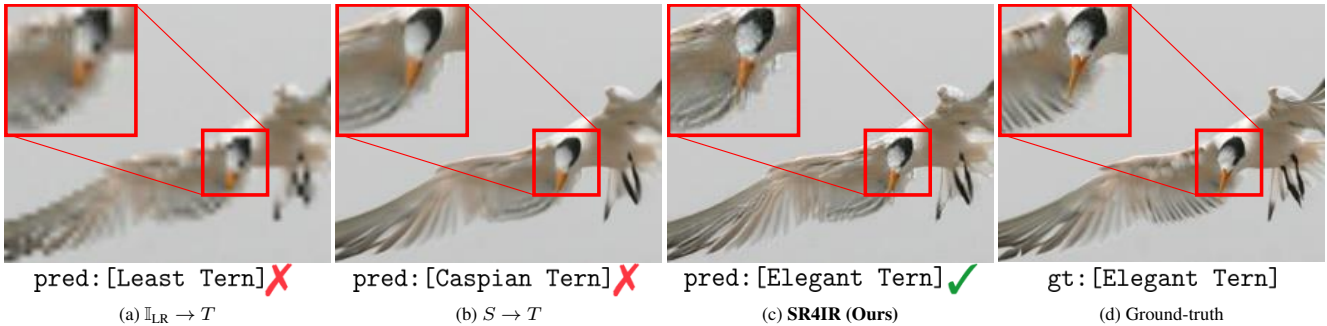 pred:[Least Tern]✗ pred:[Caspian Tern]✗ pred:[Elegant Tern]✓ gt:[Elegant Tern]
(a) 𝕀LR → T (b) S → T (c) SR4IR (Ours) (d) Ground-truth